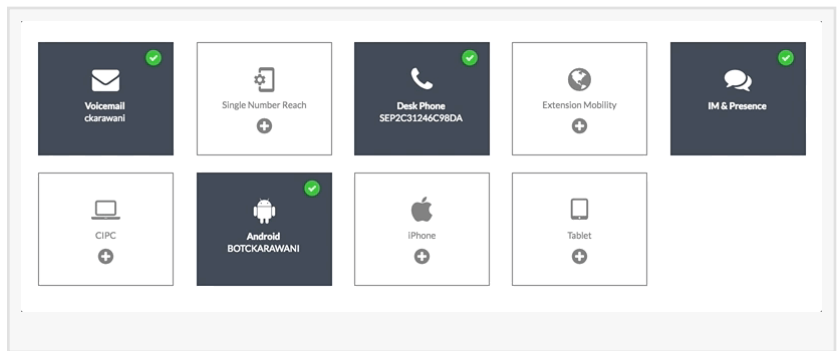 Voicemail
ckarawani
Single Number Reach
Desk Phone
SEP2C31246C98DA
Extension Mobility
IM & Presence
CIPC
Android
BOTCKARAWANI
iPhone
Tablet